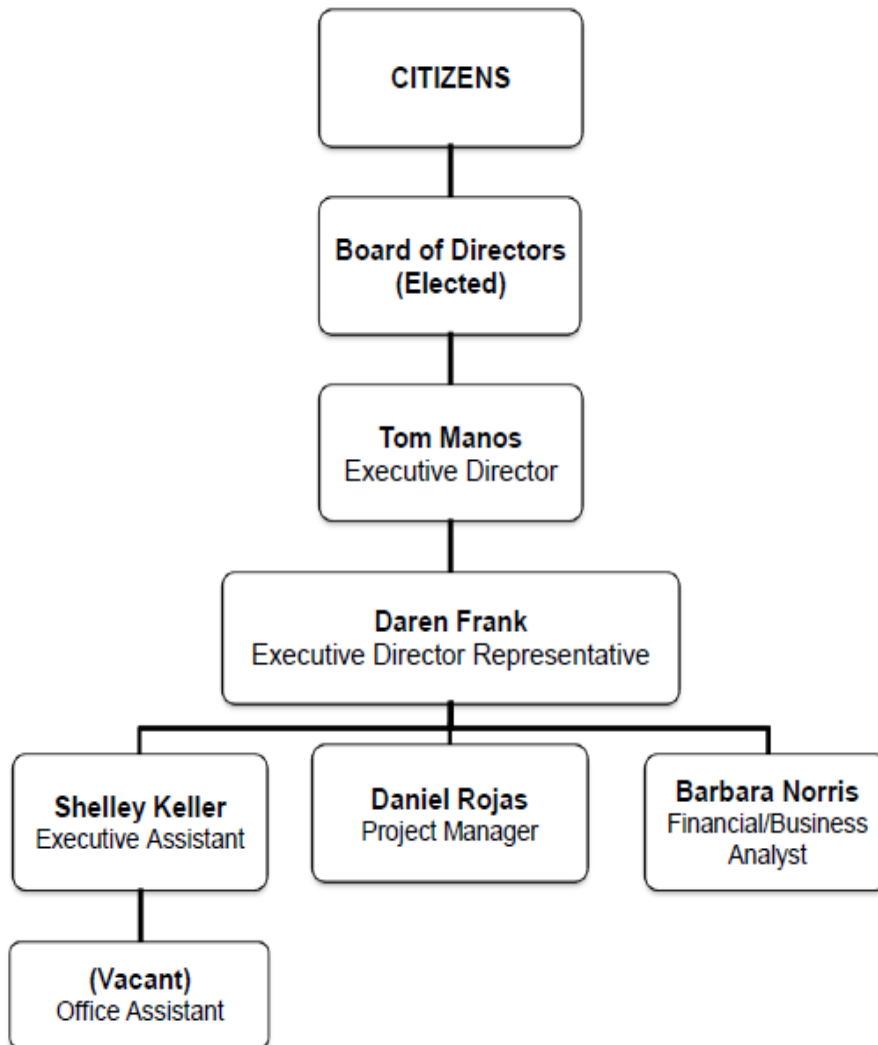 CITIZENS
Board of Directors
(Elected)
Tom Manos
Executive Director
Daren Frank
Executive Director Representative
Shelley Keller
Executive Assistant
Daniel Rojas
Project Manager
Barbara Norris
Financial/Business
Analyst
(Vacant)
Office Assistant